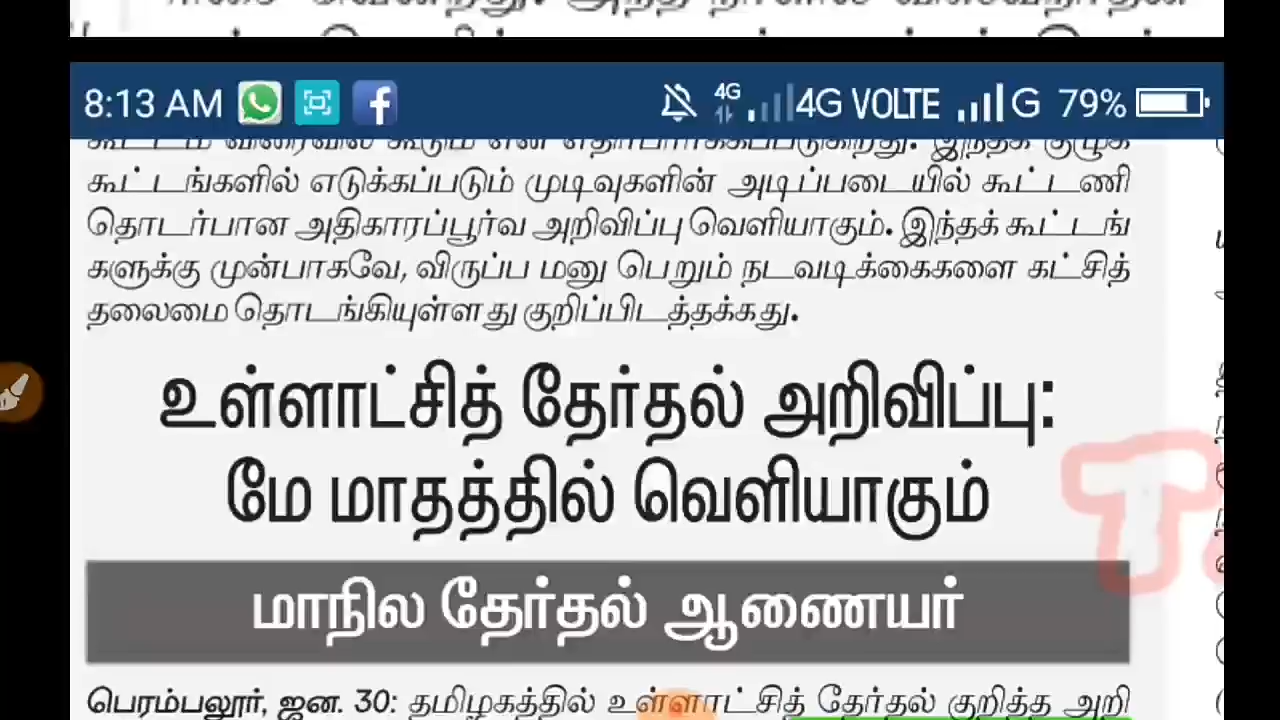 8:13 AM 4G 4G VOLTE G 79%
கூட்டங்களில் எடுக்கப்படும் முடிவுகளின் அடிப்படையில் கூட்டணி
தொடர்பான அதிகாரப்பூர்வ அறிவிப்பு வெளியாகும். இந்தக் கூட்டங்
களுக்கு முன்பாகவே, விருப்ப மனு பெறும் நடவடிக்கைகளை கட்சித்
தலைமை தொடங்கியுள்ளது குறிப்பிடத்தக்கது.
உள்ளாட்சித் தேர்தல் அறிவிப்பு:
மே மாதத்தில் வெளியாகும்
மாநில தேர்தல் ஆணையர்
பெரம்பலூர், ஜன. 30: தமிழகத்தில் உள்ளாட்சித் தேர்தல் குறித்த அறி